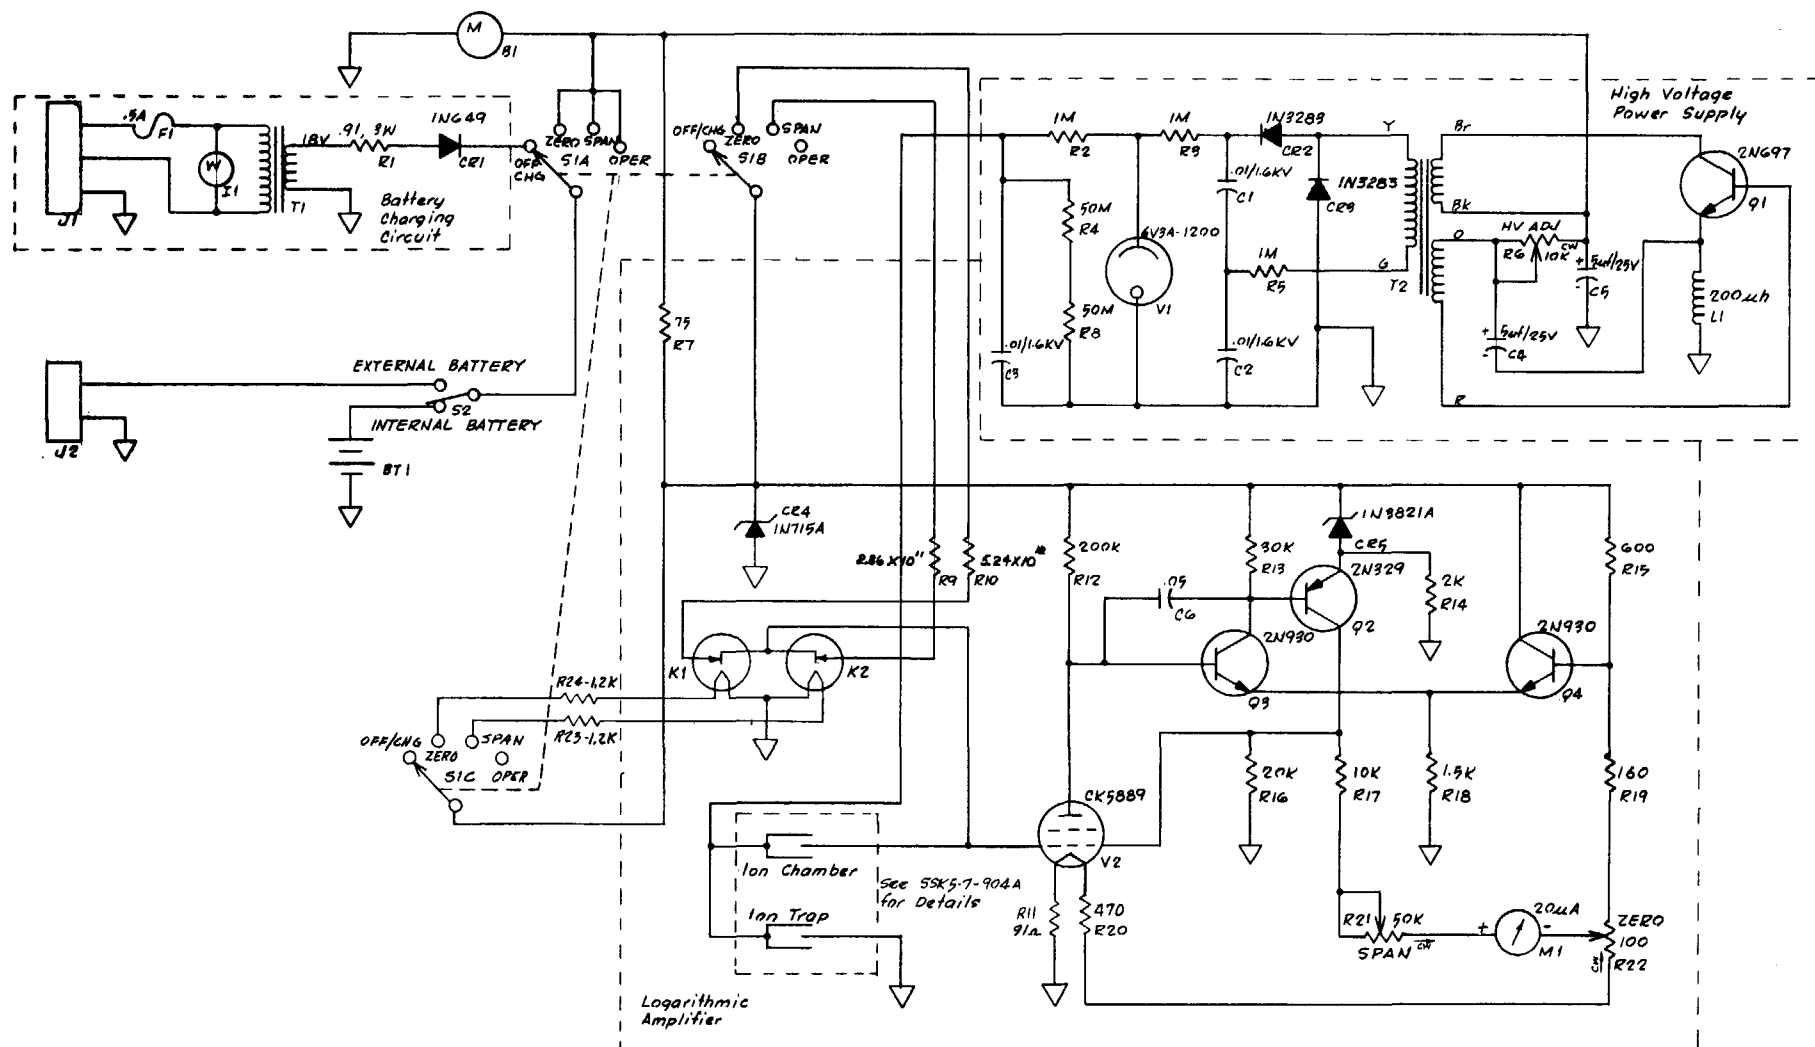 M
B1
High Voltage
Power Supply
J1
.5A
F1
W
I1
18V
T1
.91, 3W
R1
1N649
CR1
Battery
Charging
Circuit
ZERO
SPAN
OFF
CHG
S1A
OPER
OFF/CHG
ZERO
SPAN
S1B
OPER
1M
R2
1M
R3
1N3283
CR2
Y
Br
2N697
Q1
.01/1.6KV
C1
1N3283
CR3
50M
R4
6V3A-1200
V1
1M
R5
G
T2
Bk
O
HV ADJ
R6
10K
CW
+
5uf/25V
-
C5
200uh
L1
75
R7
50M
R8
.01/1.6KV
C3
.01/1.6KV
C2
+
5uf/25V
-
C4
R
J2
EXTERNAL BATTERY
S2
INTERNAL BATTERY
BT1
CR4
1N715A
2.86X10"
R9
R10
200K
R12
.05
C6
30K
R13
1N3821A
CR5
2N329
Q2
2K
R14
600
R15
K1
K2
2N930
Q3
2N930
Q4
R24-1.2K
R23-1.2K
OFF/CHG
ZERO
SPAN
S1C
OPER
CK5889
V2
20K
R16
10K
R17
1.5K
R18
160
R19
Ion Chamber
Ion Trap
See SSK5-7-904A
for Details
R11
91Ω
470
R20
R21
50K
SPAN
CW
+
20uA
-
M1
ZERO
100
R22
CW
Logarithmic
Amplifier